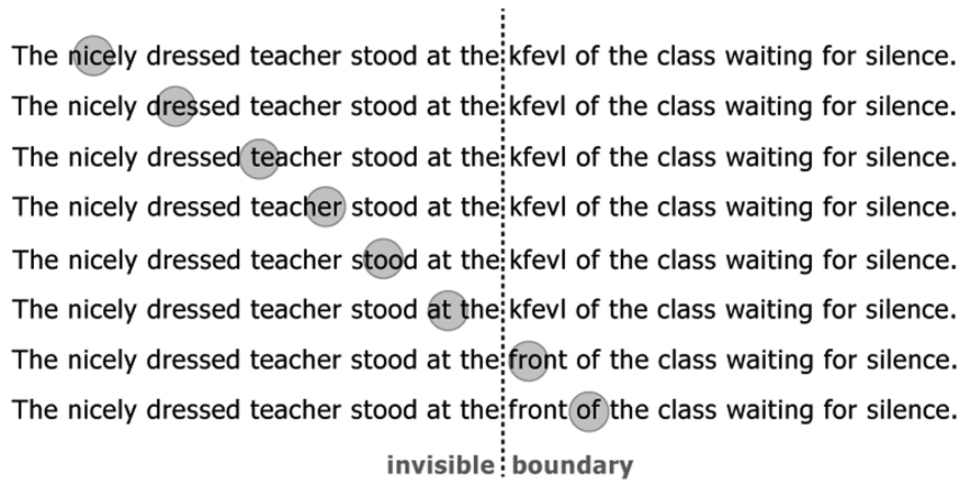 The nicely dressed teacher stood at the kfevl of the class waiting for silence.
The nicely dressed teacher stood at the kfevl of the class waiting for silence.
The nicely dressed teacher stood at the kfevl of the class waiting for silence.
The nicely dressed teacher stood at the kfevl of the class waiting for silence.
The nicely dressed teacher stood at the kfevl of the class waiting for silence.
The nicely dressed teacher stood at the kfevl of the class waiting for silence.
The nicely dressed teacher stood at the front of the class waiting for silence.
The nicely dressed teacher stood at the front of the class waiting for silence.
invisible boundary